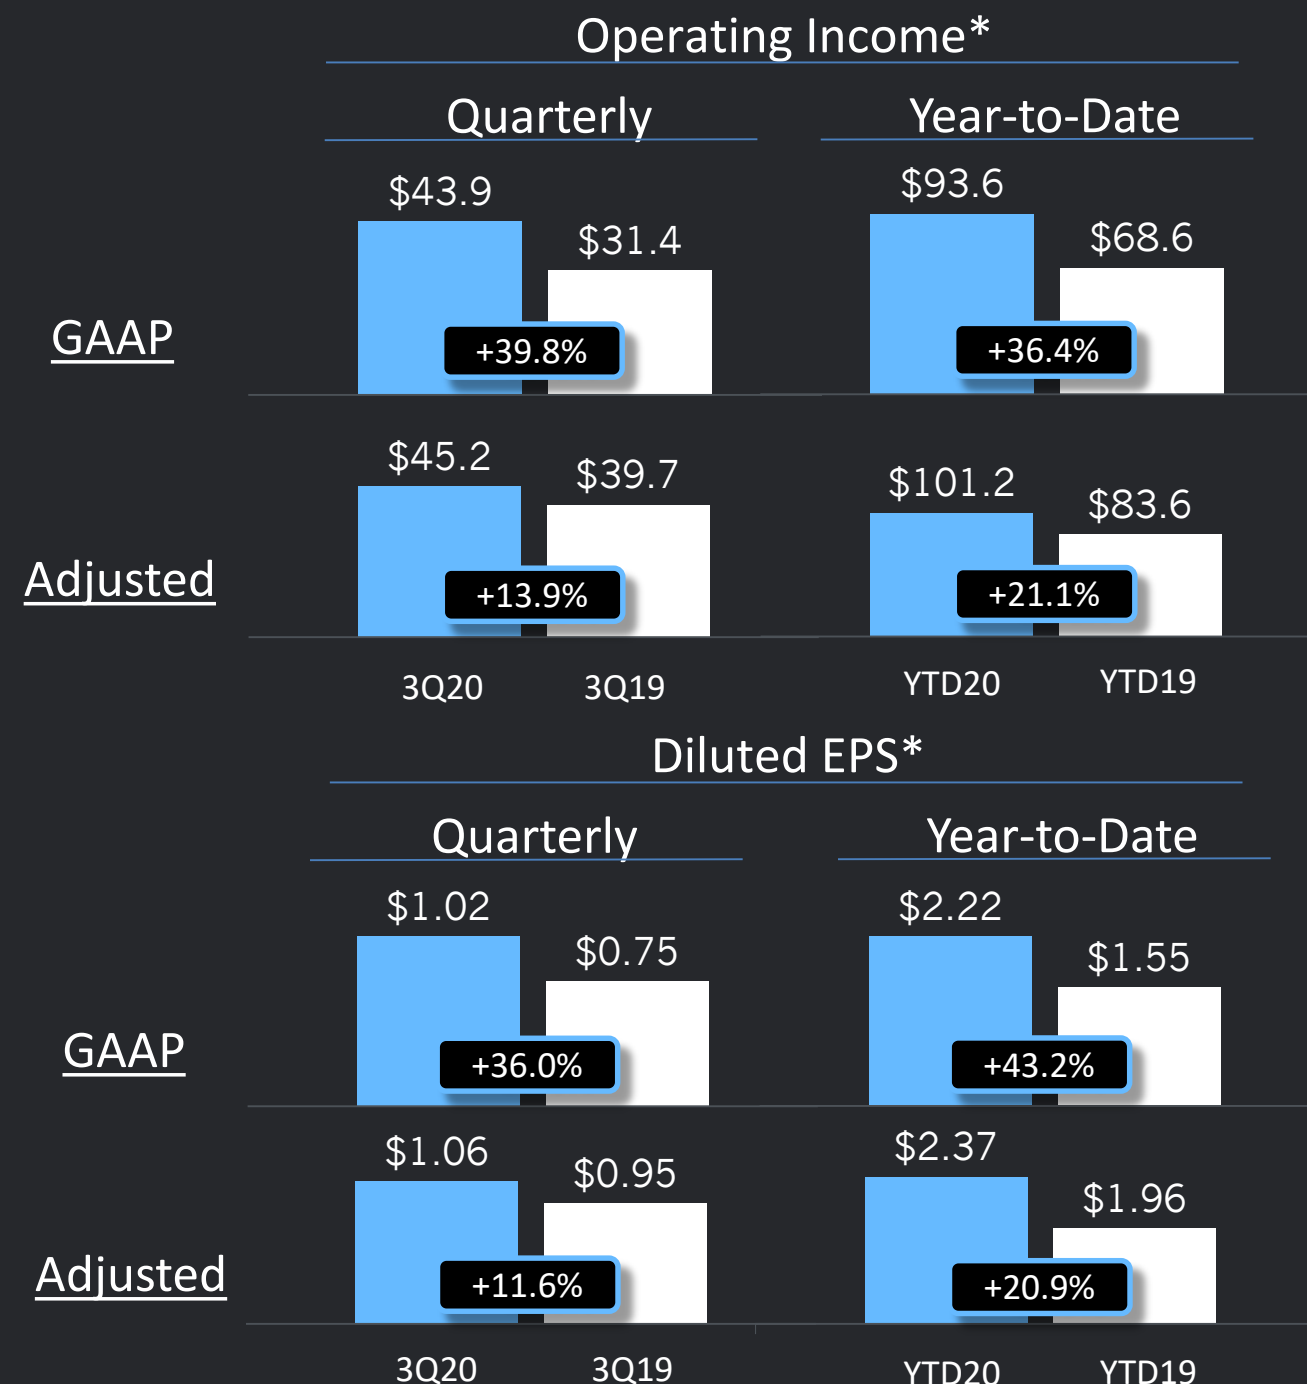 Operating Income*
Quarterly
Year-to-Date
$43.9
$31.4
$93.6
$68.6
GAAP
+39.8%
+36.4%
$45.2
$39.7
$101.2
$83.6
Adjusted
+13.9%
+21.1%
3Q20
3Q19
YTD20
YTD19
Diluted EPS*
Quarterly
Year-to-Date
$1.02
$0.75
$2.22
$1.55
GAAP
+36.0%
+43.2%
$1.06
$0.95
$2.37
$1.96
Adjusted
+11.6%
+20.9%
3Q20
3Q19
YTD20
YTD19